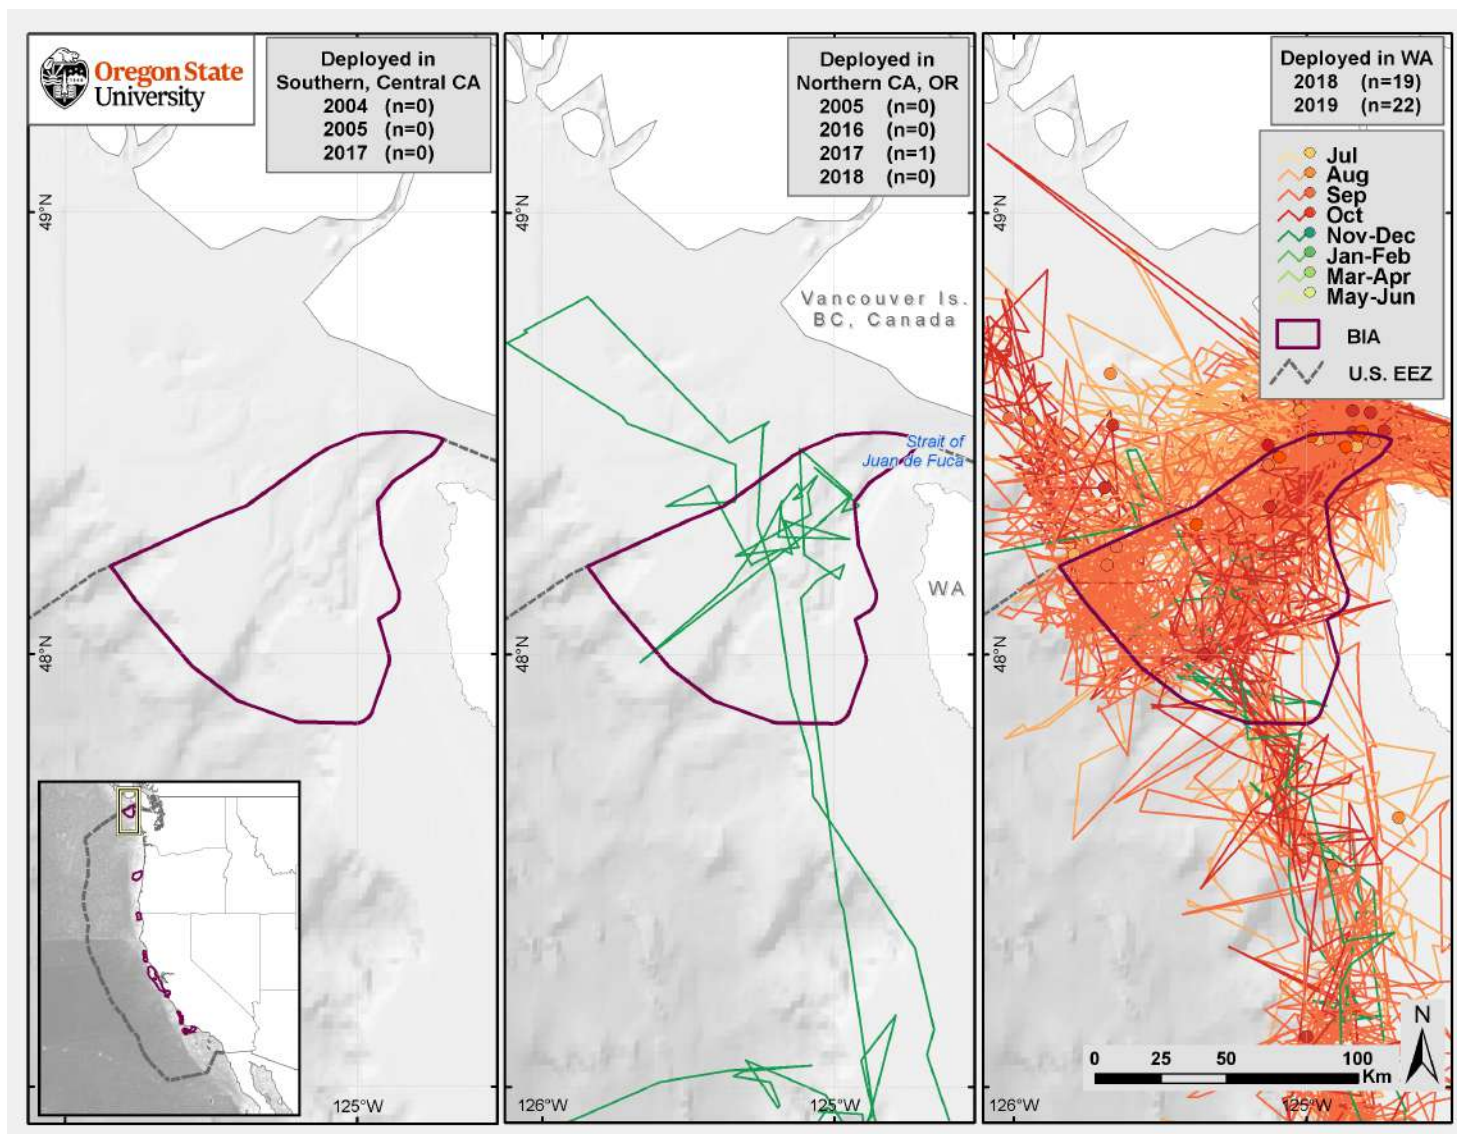 Oregon State
University
Deployed in
Southern, Central CA
2004 (n=0)
2005 (n=0)
2017 (n=0)
49°N
48°N
125°W
Deployed in
Northern CA, OR
2005 (n=0)
2016 (n=0)
2017 (n=1)
2018 (n=0)
49°N
Vancouver Is.
BC, Canada
Strait of
Juan de Fuca
WA
48°N
126°W
125°W
Deployed in WA
2018 (n=19)
2019 (n=22)
Jul
Aug
Sep
Oct
Nov-Dec
Jan-Feb
Mar-Apr
May-Jun
BIA
U.S. EEZ
49°N
48°N
N
0 25 50 100
Km
126°W
125°W